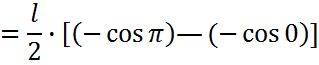 = l/2 · [(− cos π)— (− cos 0)]